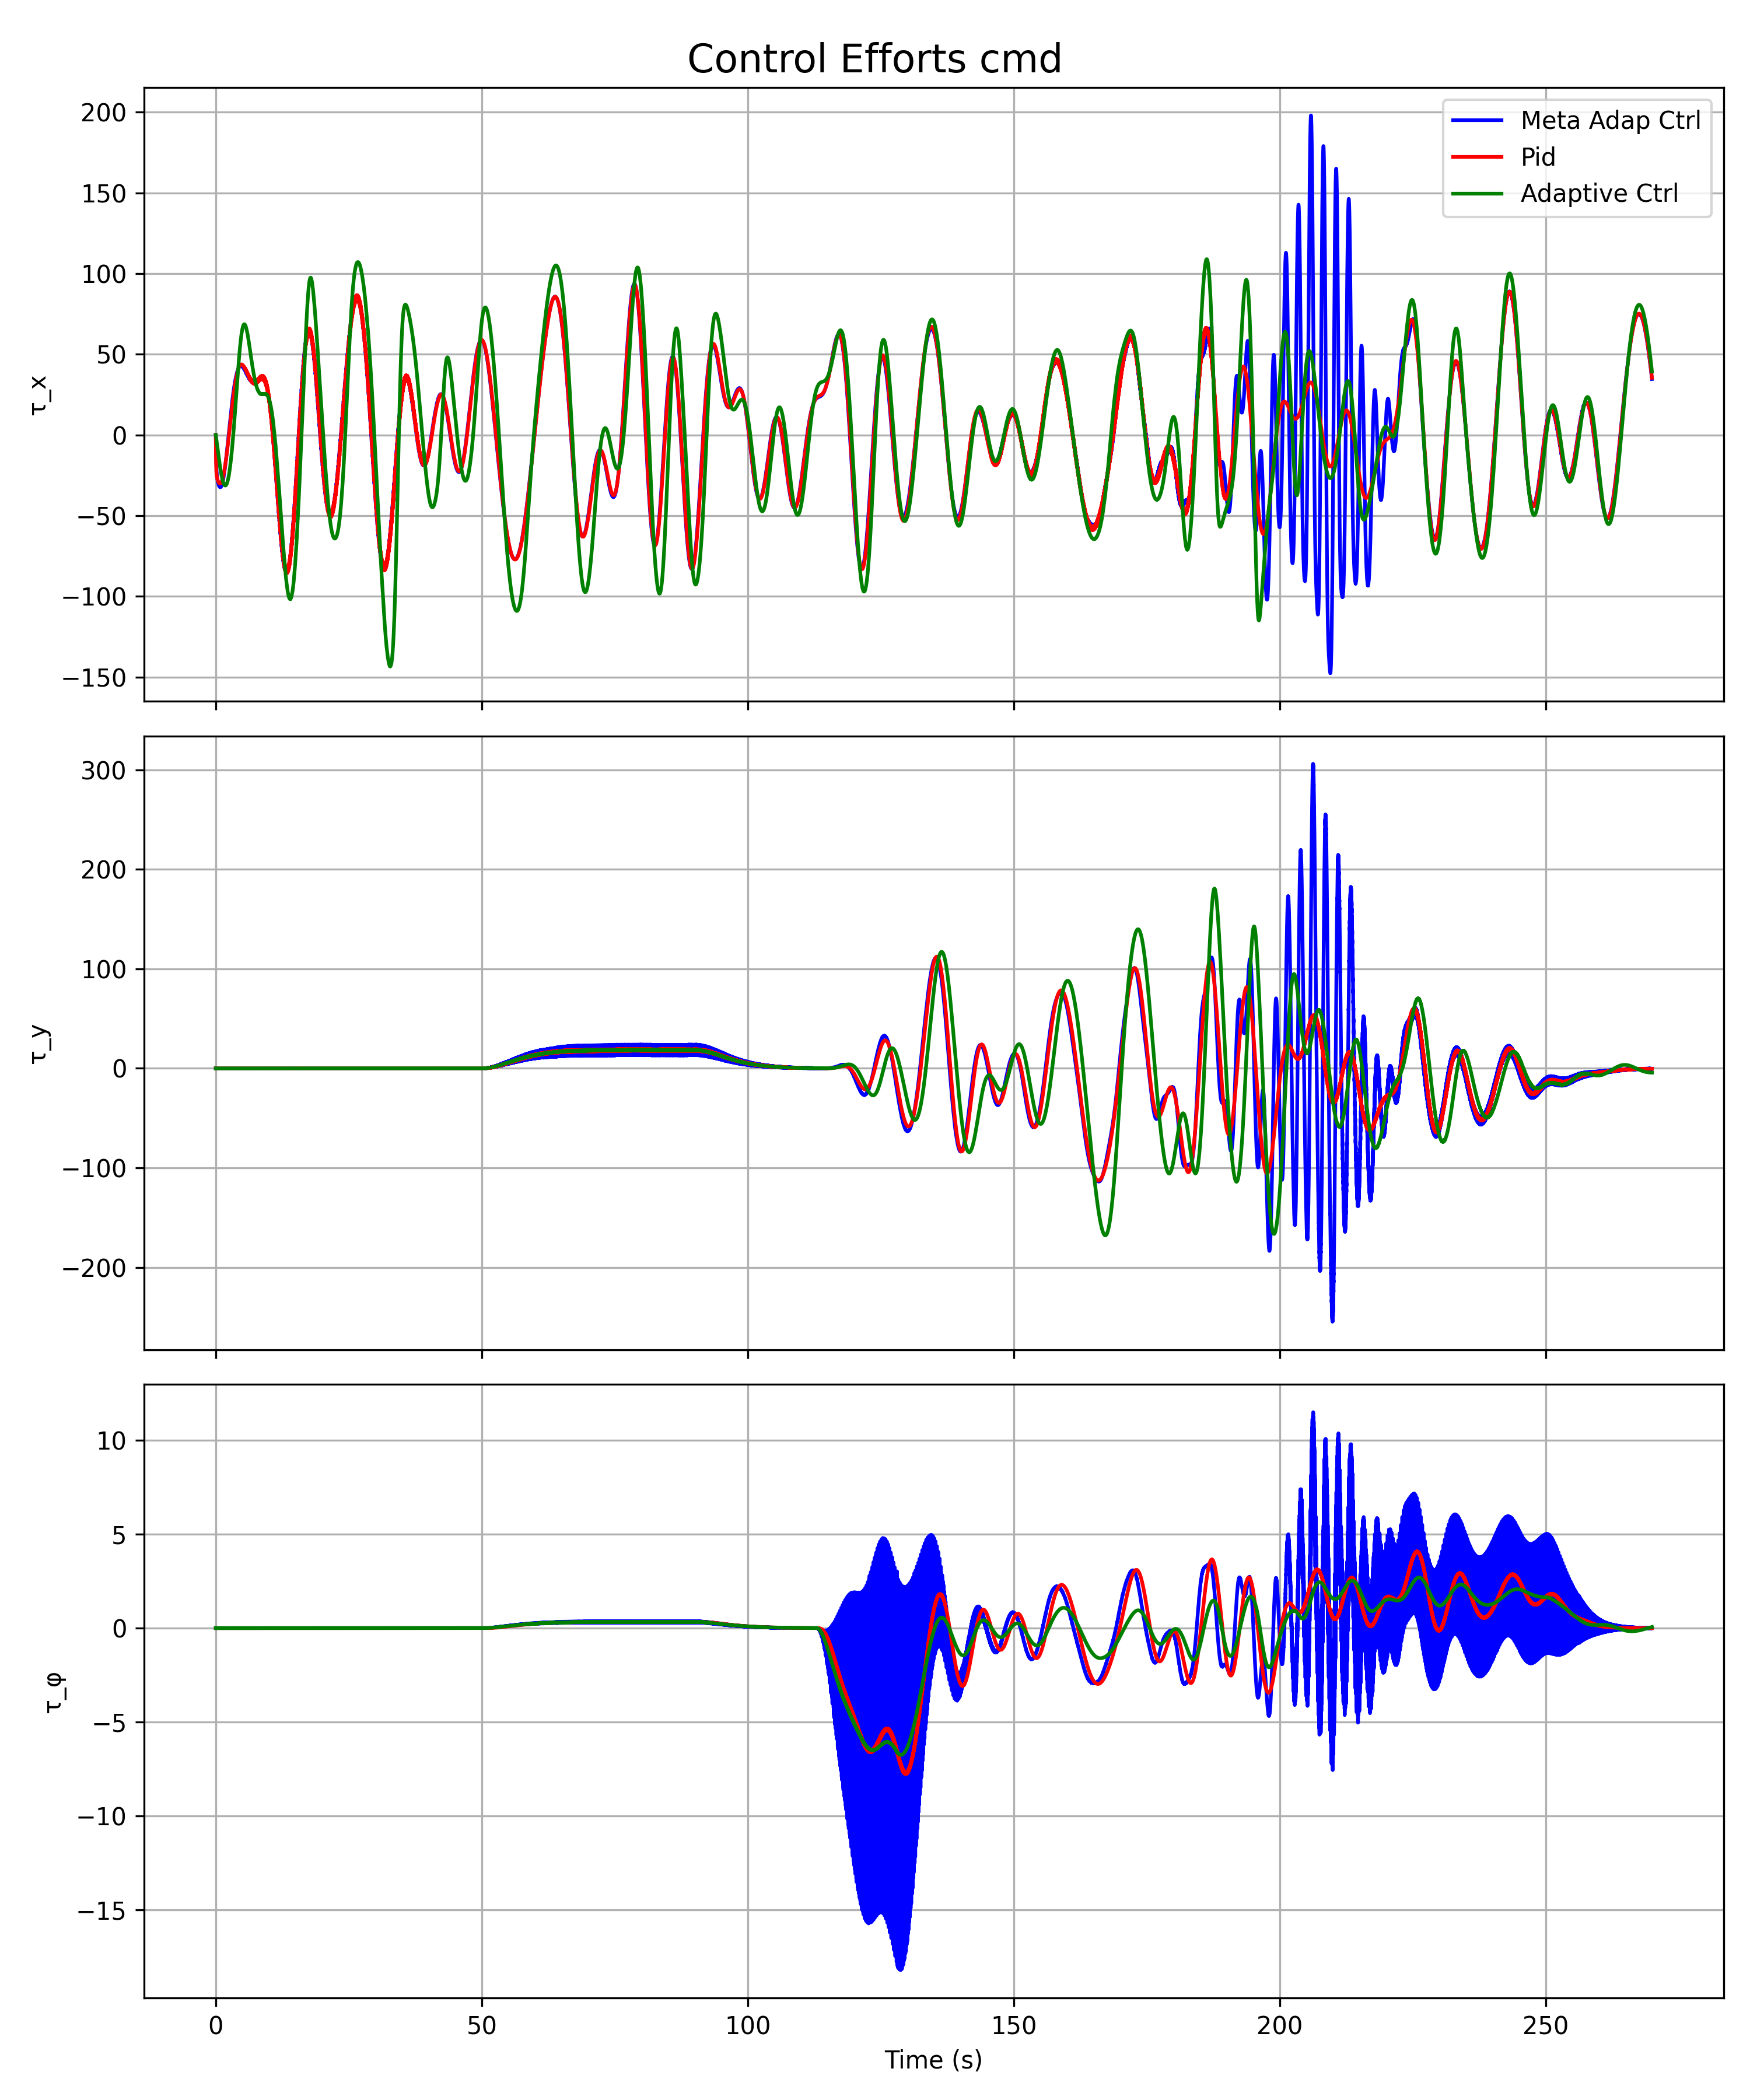 Control Efforts cmd
200
150
100
50
0
−50
−100
−150
τ_x
Meta Adap Ctrl
Pid
Adaptive Ctrl
300
200
100
0
−100
−200
τ_y
10
5
0
−5
−10
−15
τ_φ
0 50 100 150 200 250
Time (s)